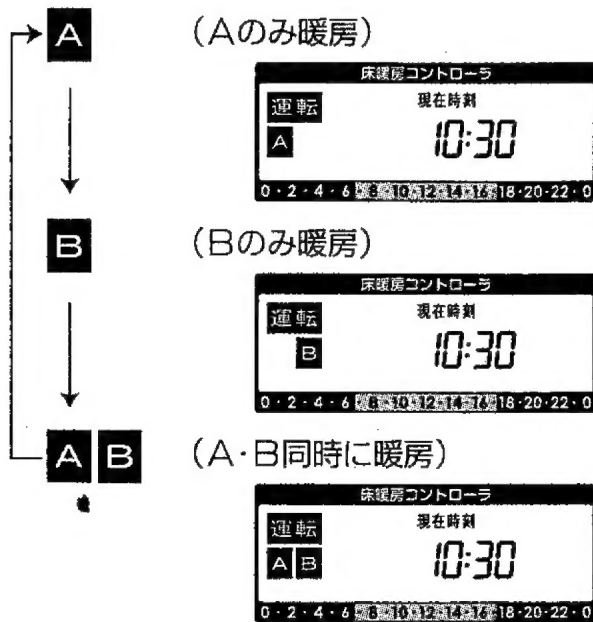 A (Aのみ暖房)
床暖房コントローラ
運転 現在時刻
A 10:30
0・2・4・6・8・10・12・14・16・18・20・22・0
B (Bのみ暖房)
床暖房コントローラ
運転 現在時刻
B 10:30
0・2・4・6・8・10・12・14・16・18・20・22・0
A B (A・B同時に暖房)
床暖房コントローラ
運転 現在時刻
A B 10:30
0・2・4・6・8・10・12・14・16・18・20・22・0